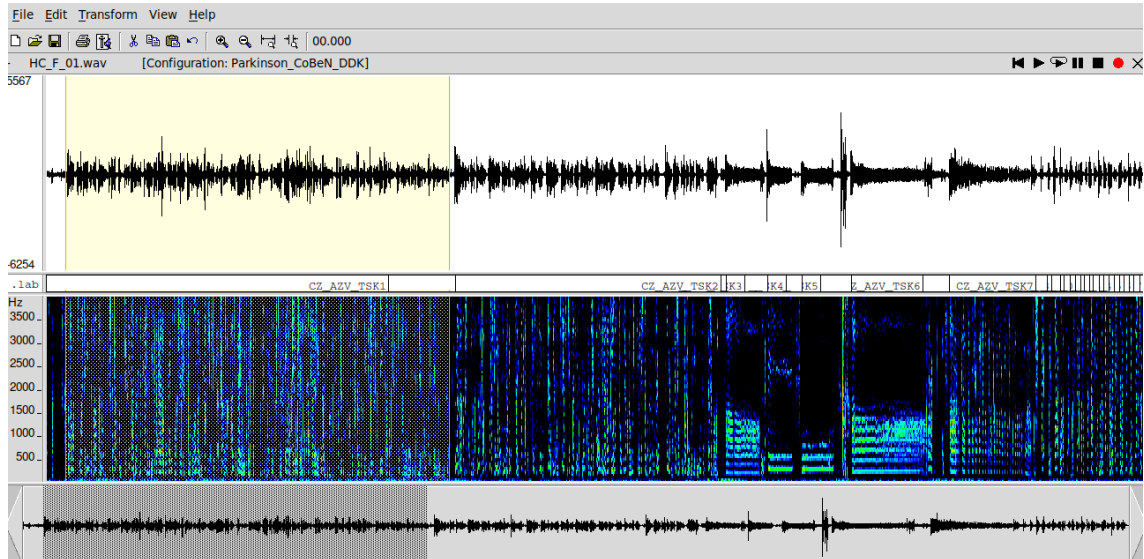 File Edit Transform View Help
00.000
HC_F_01.wav [Configuration: Parkinson_CoBeN_DDK]
5567
-6254
.lab CZ_AZV_TSK1 CZ_AZV_TSK2 K3 K4_ K5 Z_AZV_TSK6 CZ_AZV_TSK7
Hz
3500
3000
2500
2000
1500
1000
500